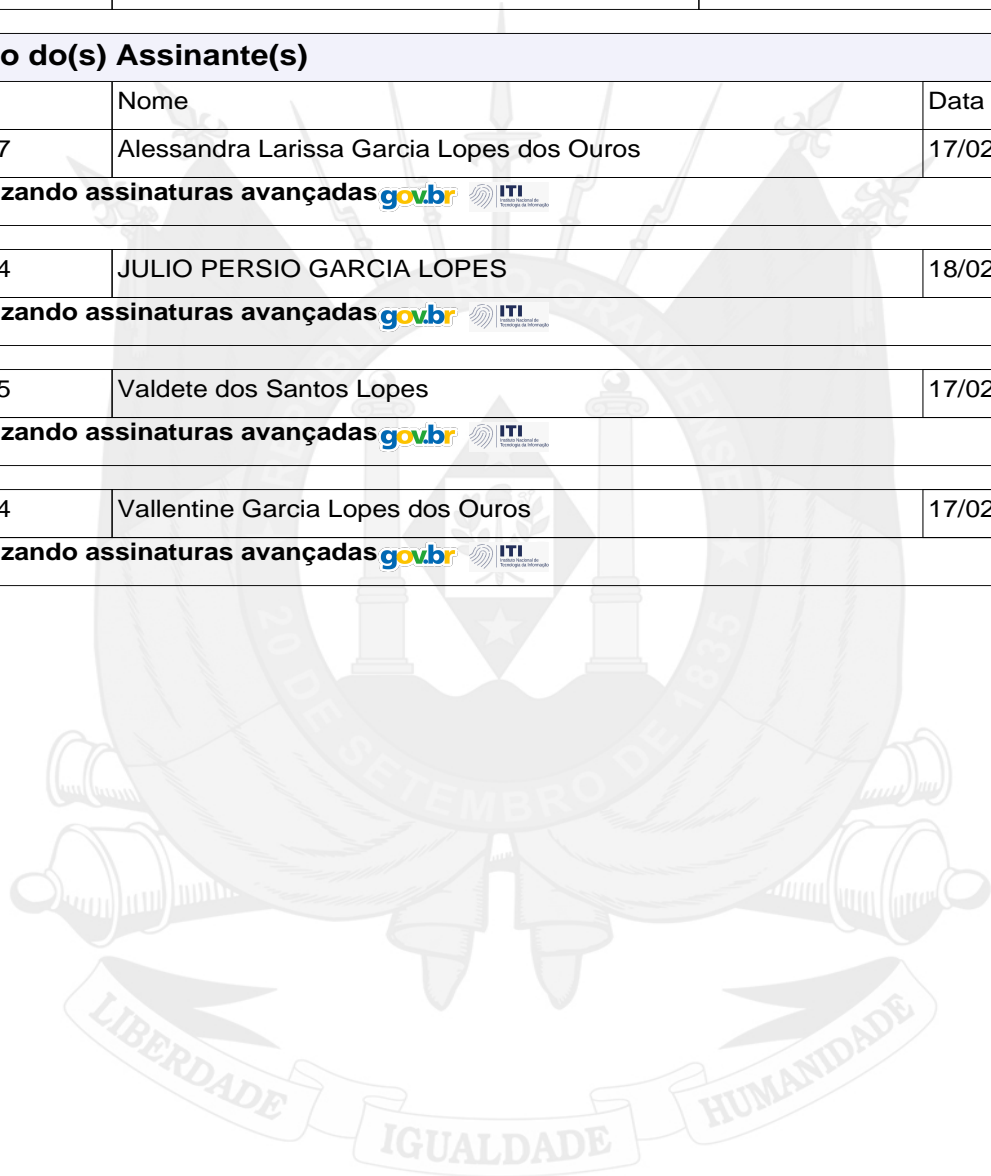 o do(s) Assinante(s)
Nome Data
7 Alessandra Larissa Garcia Lopes dos Ouros 17/02
zando assinaturas avançadas gov.br ITI
4 JULIO PERSIO GARCIA LOPES 18/02
zando assinaturas avançadas gov.br ITI
5 Valdete dos Santos Lopes 17/02
zando assinaturas avançadas gov.br ITI
4 Vallentine Garcia Lopes dos Ouros 17/02
zando assinaturas avançadas gov.br ITI
20 DE SETEMBRO DE 1835
LIBERDADE IGUALDADE HUMANIDADE